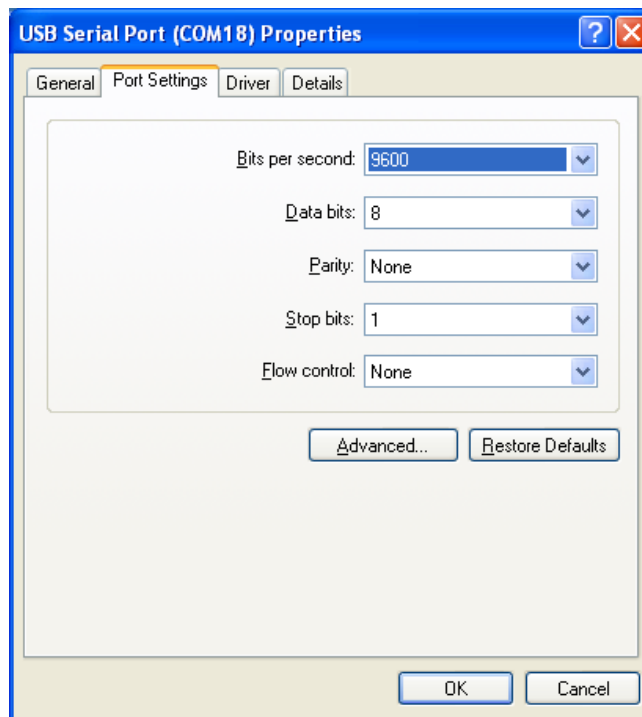 USB Serial Port (COM18) Properties
?
General Port Settings Driver Details
Bits per second: 9600
Data bits: 8
Parity: None
Stop bits: 1
Flow control: None
Advanced... Restore Defaults
OK Cancel